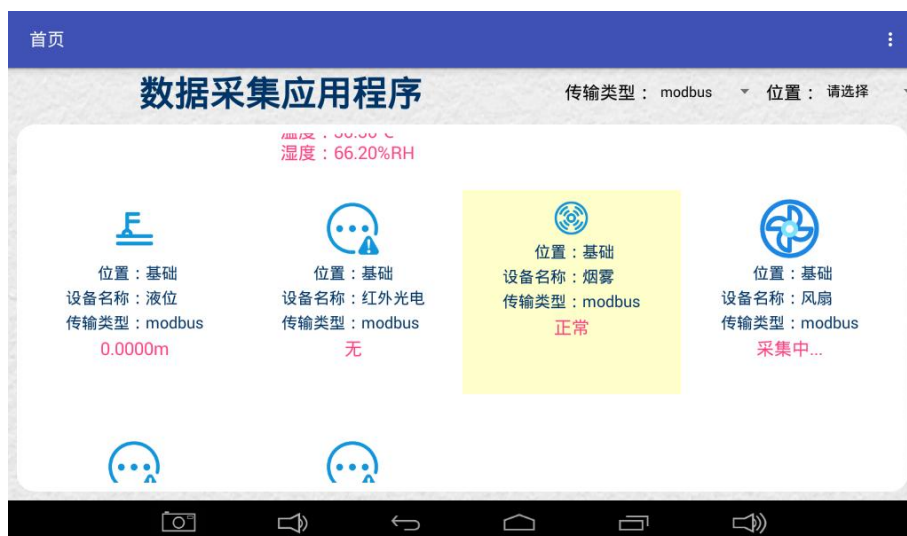 首页
数据采集应用程序
传输类型： modbus
位置： 请选择
湿度：66.20%RH
位置：基础
设备名称：液位
传输类型：modbus
0.0000m
位置：基础
设备名称：红外光电
传输类型：modbus
无
位置：基础
设备名称：烟雾
传输类型：modbus
正常
位置：基础
设备名称：风扇
传输类型：modbus
采集中...